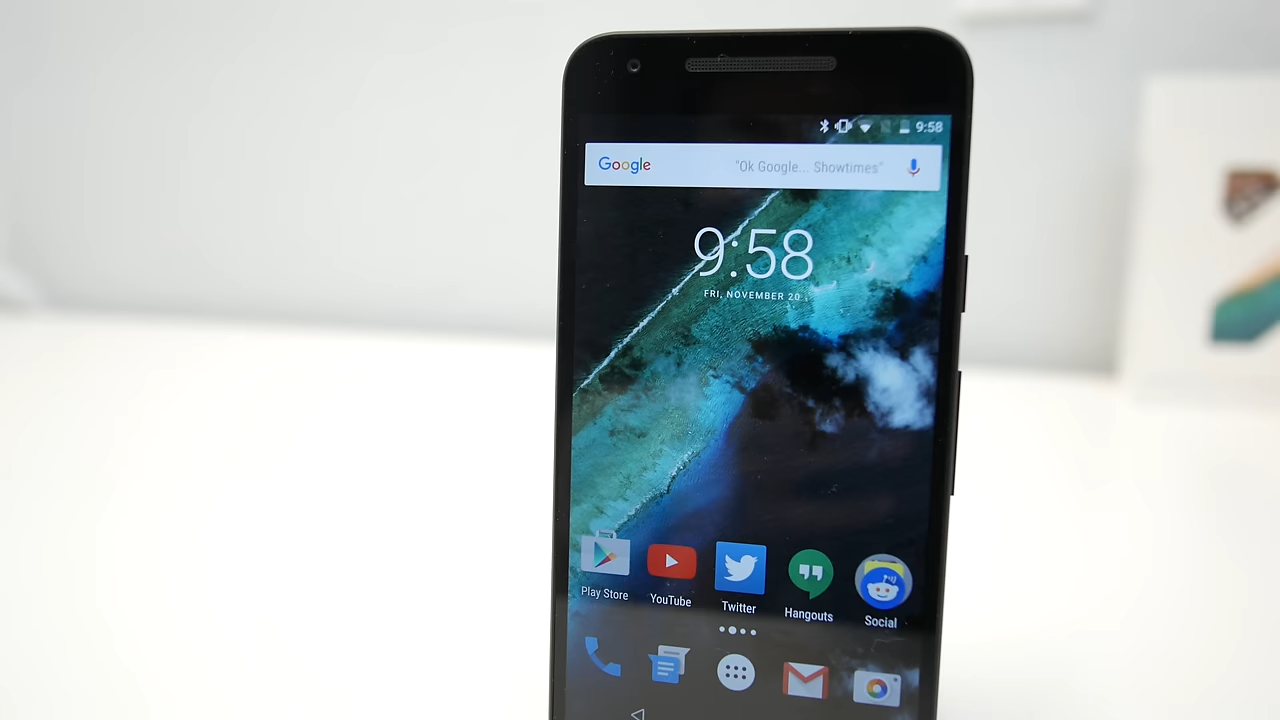 9:58
Google "Ok Google... Showtimes"
9:58
FRI, NOVEMBER 20
Play Store YouTube Twitter Hangouts Social